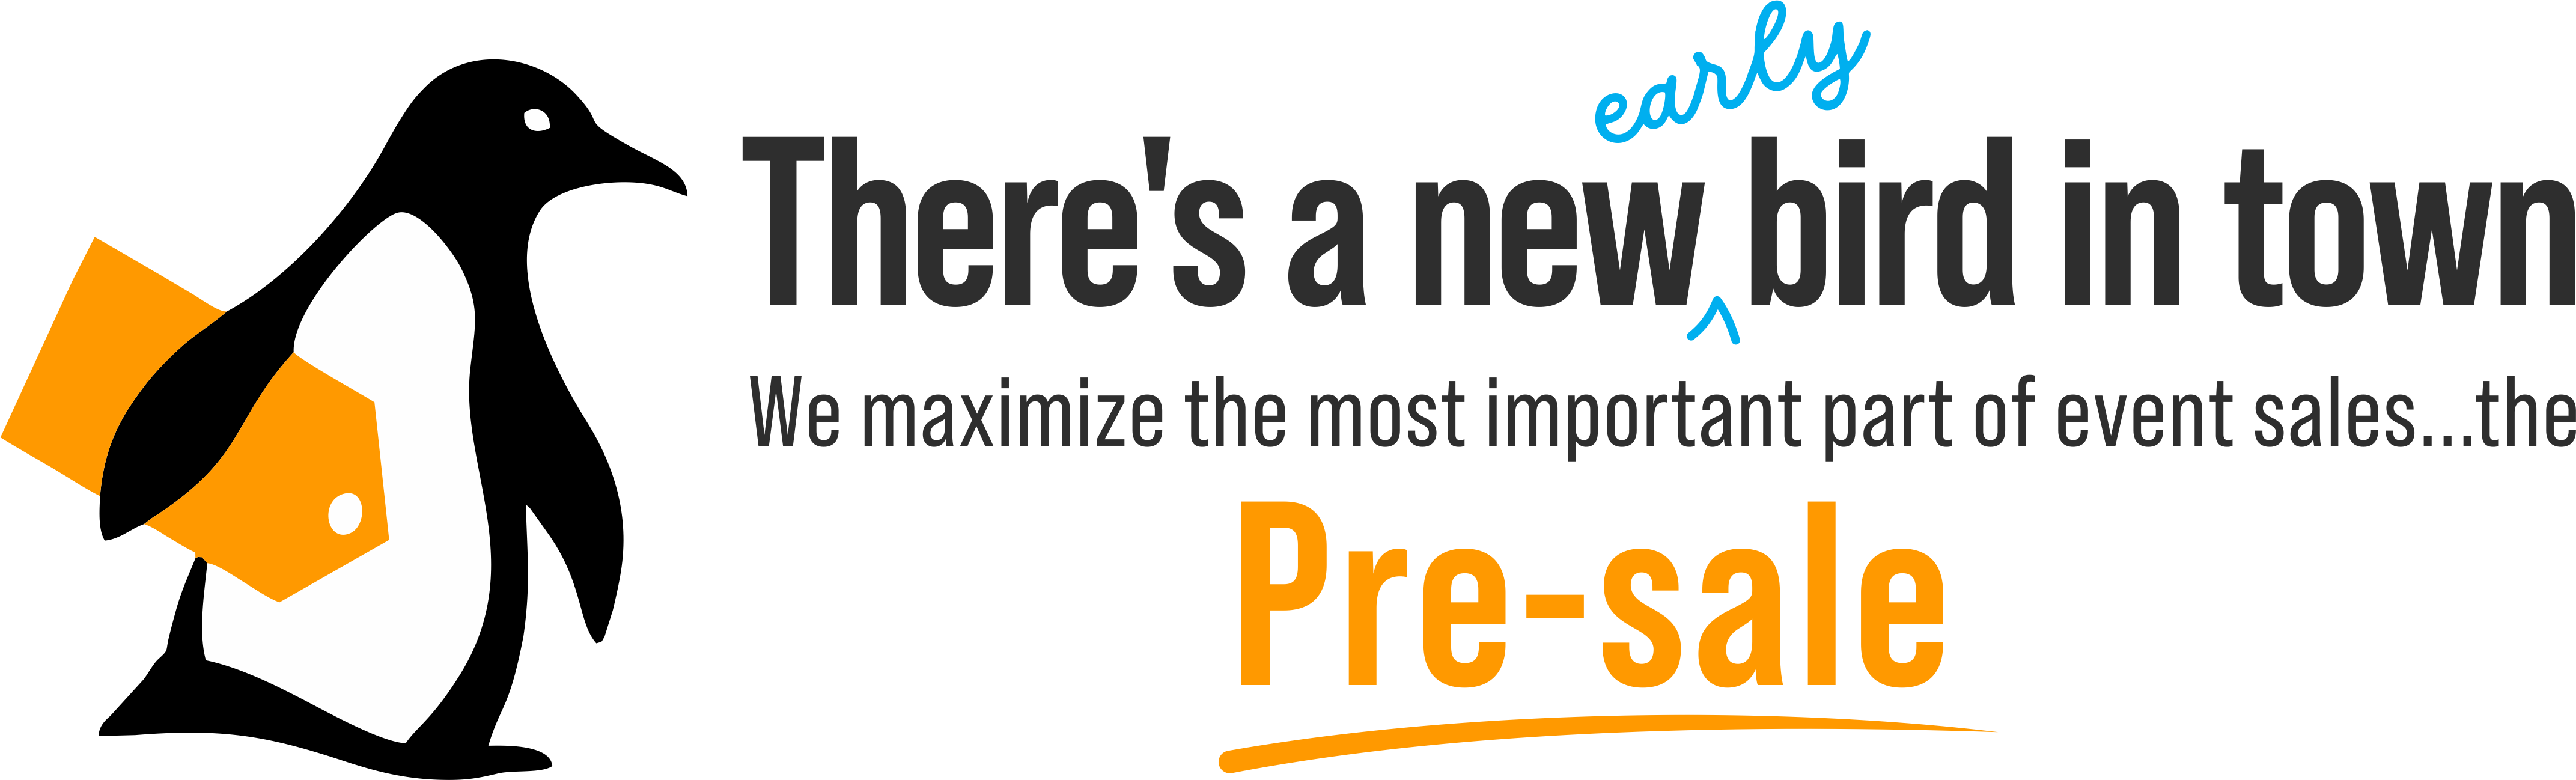 There's a new early bird in town
We maximize the most important part of event sales...the
Pre-sale